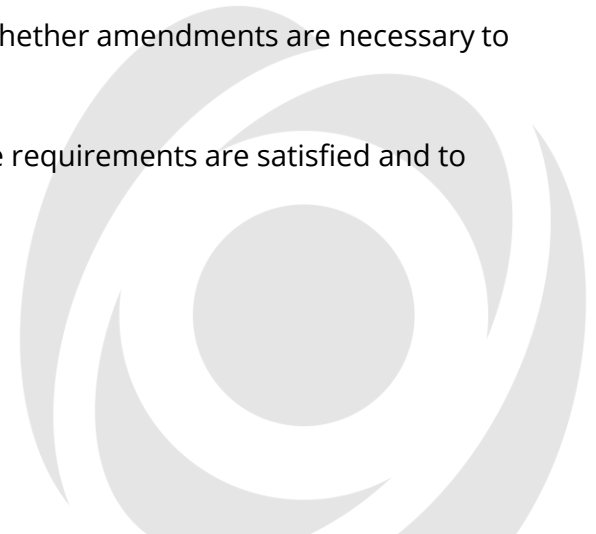 hether amendments are necessary to
requirements are satisfied and to